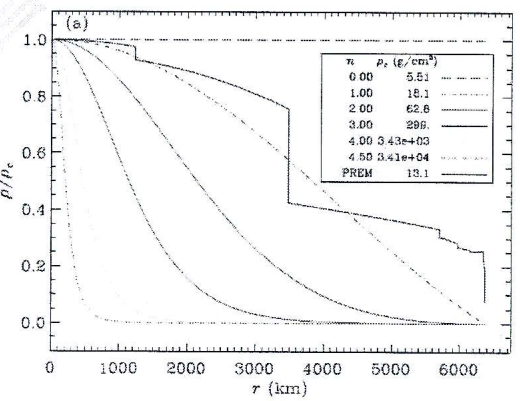 (a)
n ρc (g/cm³)
0.00 5.51
1.00 18.1
2.00 62.8
3.00 299.
4.00 3.43e+03
4.50 3.41e+04
PREM 13.1
ρ/ρc
1.0
0.8
0.6
0.4
0.2
0.0
0 1000 2000 3000 4000 5000 6000
r (km)